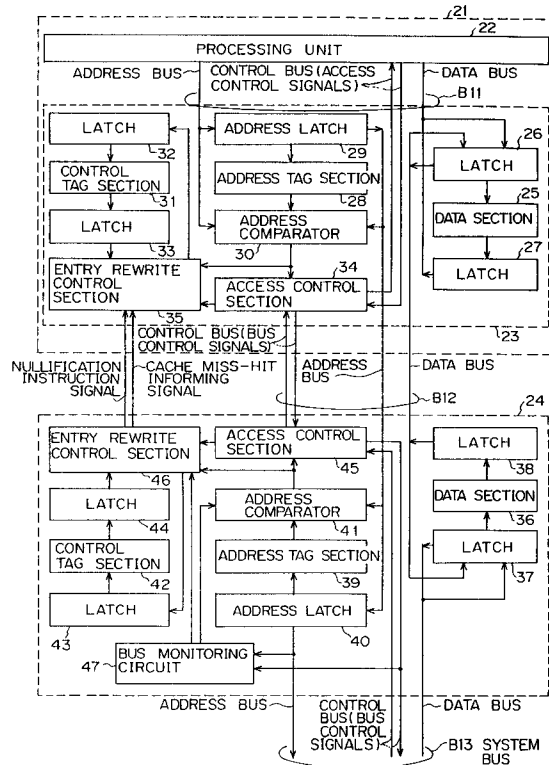 21
22
PROCESSING UNIT
ADDRESS BUS
CONTROL BUS(ACCESS
CONTROL SIGNALS)
DATA BUS
B11
LATCH
32
ADDRESS LATCH
29
LATCH
26
CONTROL
TAG SECTION
31
ADDRESS TAG SECTION
28
DATA SECTION
25
LATCH
33
ADDRESS
COMPARATOR
30
LATCH
27
ENTRY REWRITE
CONTROL
SECTION
35
34
ACCESS CONTROL
SECTION
23
CONTROL BUS(BUS
CONTROL SIGNALS)
NULLIFICATION
INSTRUCTION
SIGNAL
CACHE MISS-HIT
INFORMING
SIGNAL
ADDRESS
BUS
DATA BUS
B12
24
ENTRY REWRITE
CONTROL SECTION
46
ACCESS CONTROL
SECTION
45
LATCH
38
LATCH
44
ADDRESS
COMPARATOR
41
DATA SECTION
36
CONTROL
TAG SECTION
42
ADDRESS TAG SECTION
39
LATCH
37
LATCH
43
ADDRESS LATCH
40
47
BUS MONITORING
CIRCUIT
ADDRESS BUS
CONTROL
BUS(BUS
CONTROL
SIGNALS)
DATA BUS
B13 SYSTEM
BUS